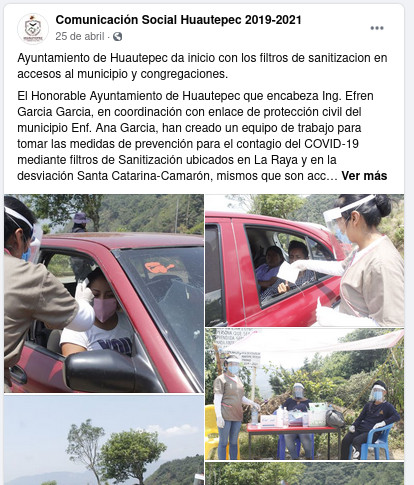 Comunicación Social Huautepec 2019-2021
25 de abril ·
Ayuntamiento de Huautepec da inicio con los filtros de sanitizacion en
accesos al municipio y congregaciones.
El Honorable Ayuntamiento de Huautepec que encabeza Ing. Efren
Garcia Garcia, en coordinación con enlace de protección civil del
municipio Enf. Ana Garcia, han creado un equipo de trabajo para
tomar las medidas de prevención para el contagio del COVID-19
mediante filtros de Sanitización ubicados en La Raya y en la
desviación Santa Catarina-Camarón, mismos que son acc... Ver más